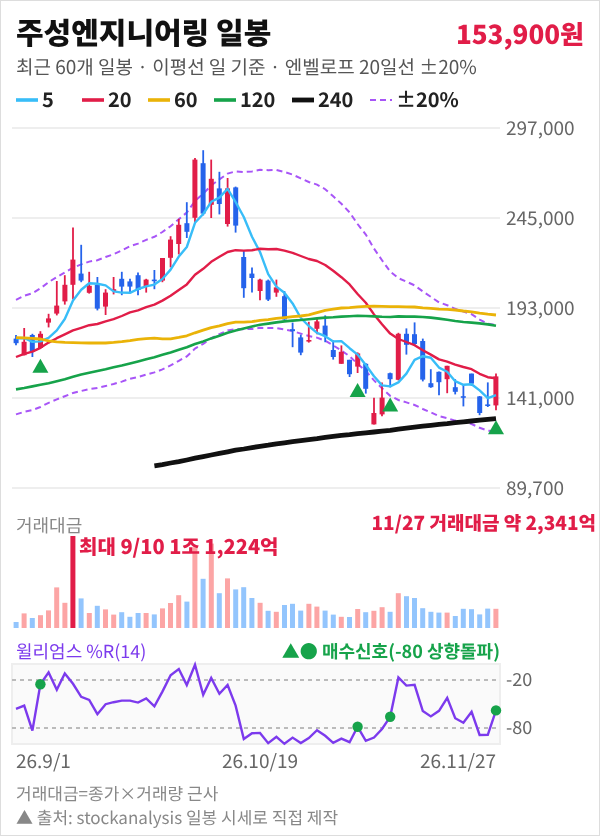 주성엔지니어링 일봉
153,900원
최근 60개 일봉 · 이평선 일 기준 · 엔벨로프 20일선 ±20%
5 20 60 120 240 ±20%
297,000
245,000
193,000
141,000
89,700
거래대금
11/27 거래대금 약 2,341억
최대 9/10 1조 1,224억
윌리엄스 %R(14)
▲● 매수신호(-80 상향돌파)
-20
-80
26.9/1 26.10/19 26.11/27
거래대금=종가×거래량 근사
▲ 출처: stockanalysis 일봉 시세로 직접 제작